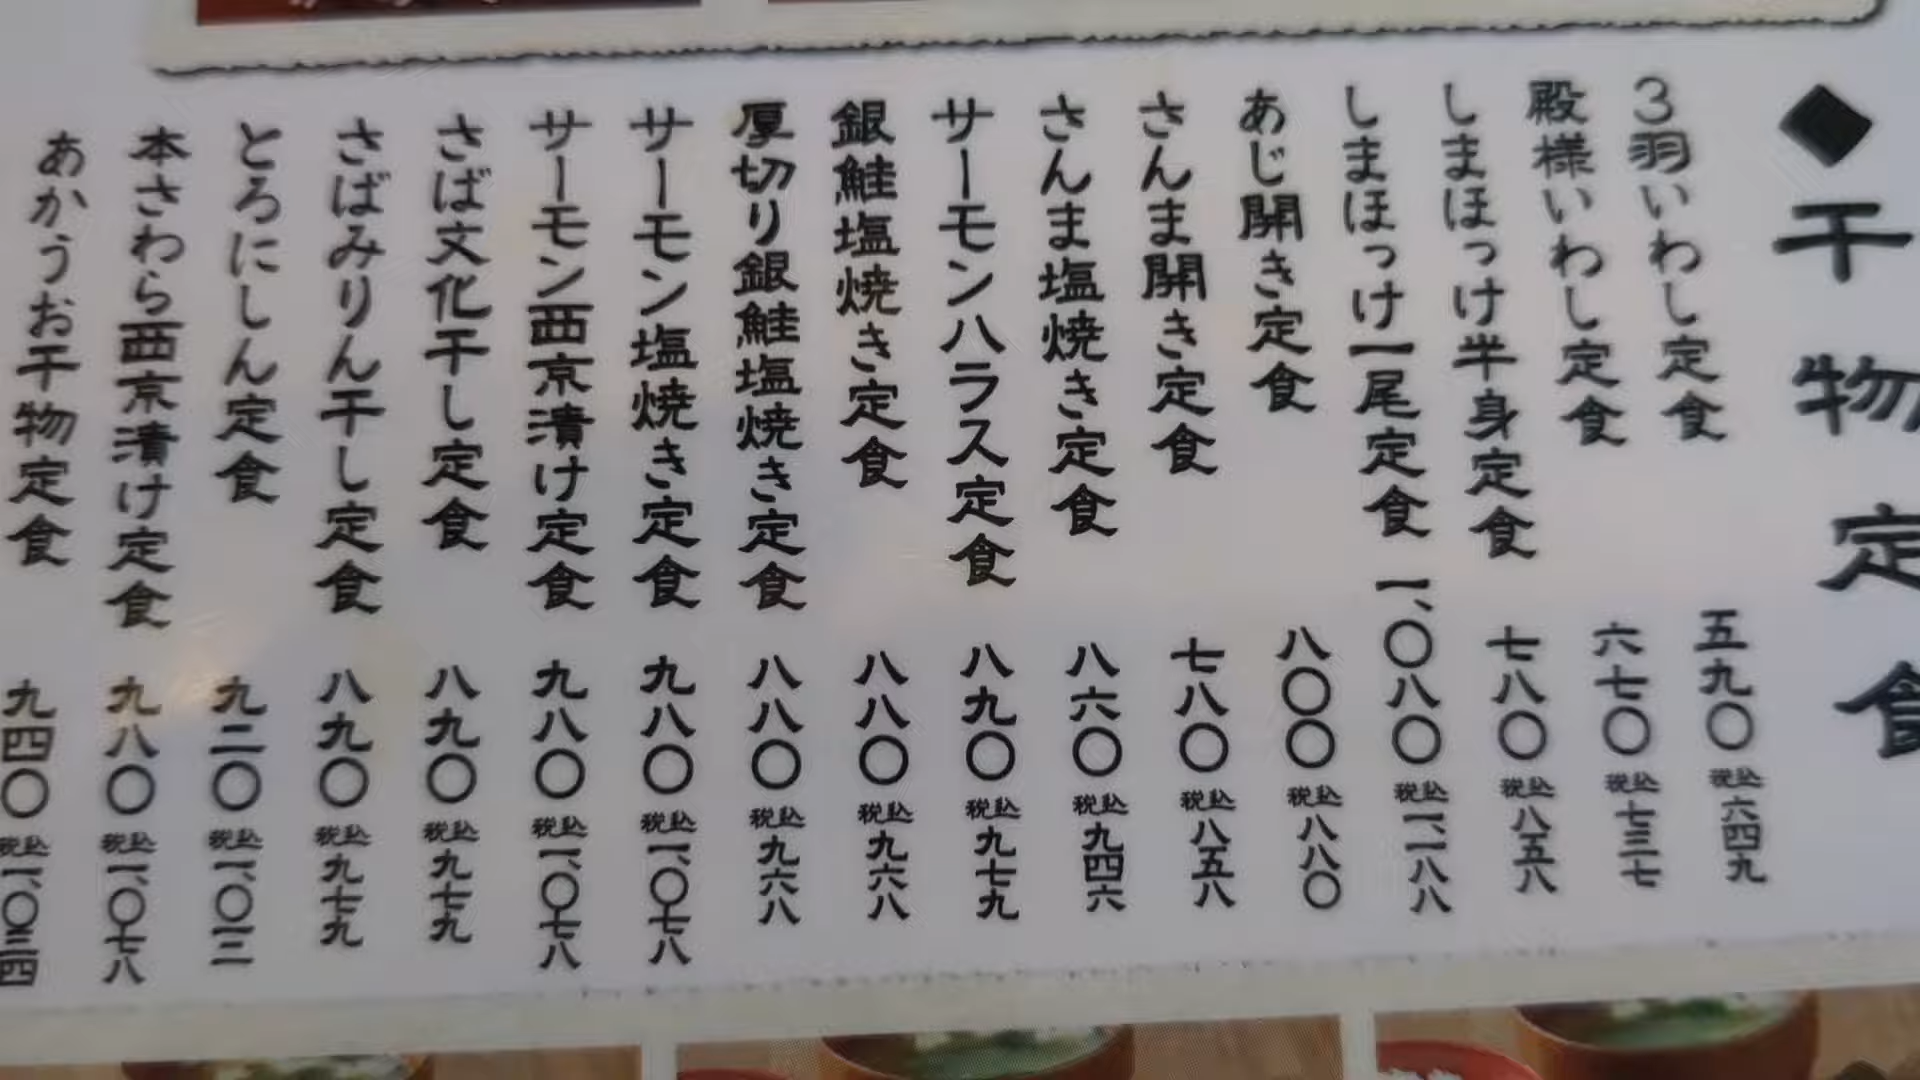 ◆干物定食
3羽いわし定食 五九〇 税込六四九
殿様いわし定食 六七〇 税込七三七
しまほっけ半身定食 七八〇 税込八五八
しまほっけ一尾定食 一、〇八〇 税込一、一八八
あじ開き定食 八〇〇 税込八八〇
さんま開き定食 七八〇 税込八五八
さんま塩焼き定食 八六〇 税込九四六
サーモンハラス定食 八九〇 税込九七九
銀鮭塩焼き定食 八八〇 税込九六八
厚切り銀鮭塩焼き定食 八八〇 税込九六八
サーモン塩焼き定食 九八〇 税込一、〇七八
サーモン西京漬け定食 九八〇 税込一、〇七八
さば文化干し定食 八九〇 税込九七九
さばみりん干し定食 八九〇 税込九七九
とろにしん定食 九二〇 税込一、〇一二
本さわら西京漬け定食 九八〇 税込一、〇七八
あかうお干物定食 九四〇 税込一、〇三四